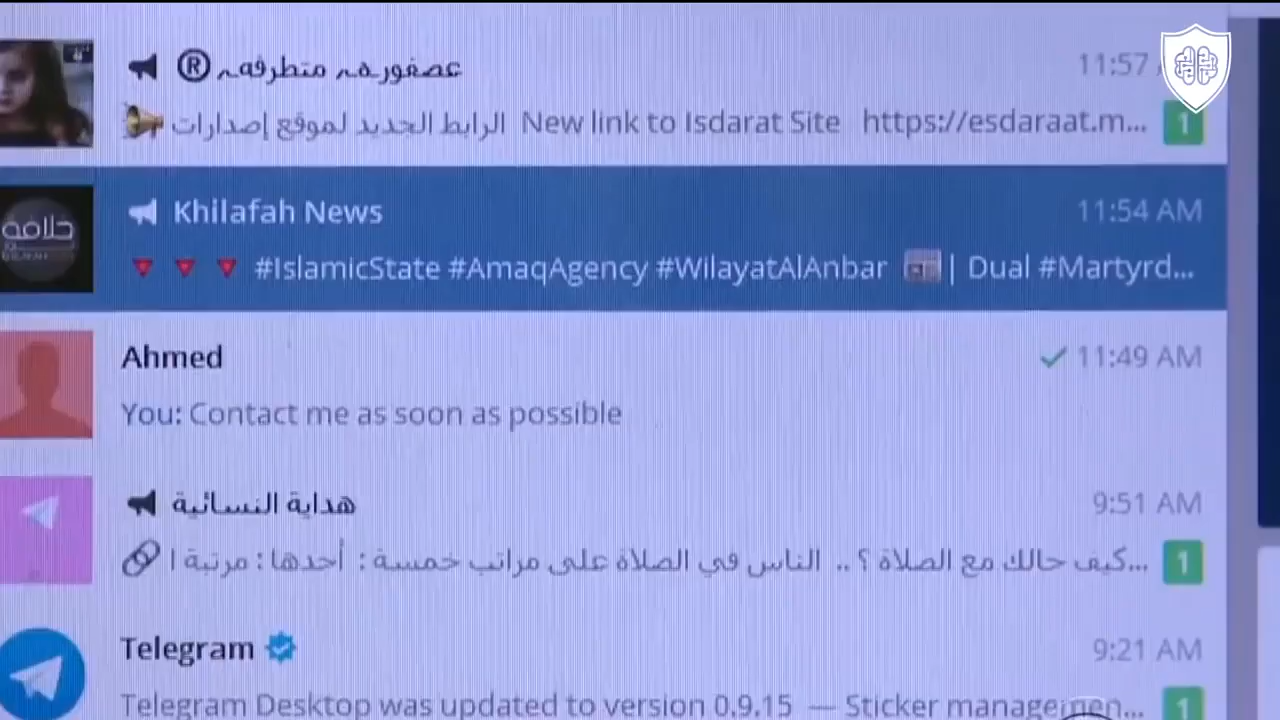 عصفورهہ متطرفهہ ®
11:57
الرابط الجديد لموقع إصدارات New link to Isdarat Site https://esdaraat.m...
1
خلافة
Khilafah News
11:54 AM
#IslamicState #AmaqAgency #WilayatAlAnbar | Dual #Martyrd...
Ahmed
11:49 AM
You: Contact me as soon as possible
هداية النسائية
9:51 AM
كيف حالك مع الصلاة ؟ .. الناس في الصلاة على مراتب خمسة : أحدها : مرتبة ا...
1
Telegram
9:21 AM
Telegram Desktop was updated to version 0.9.15 — Sticker managemen...
1